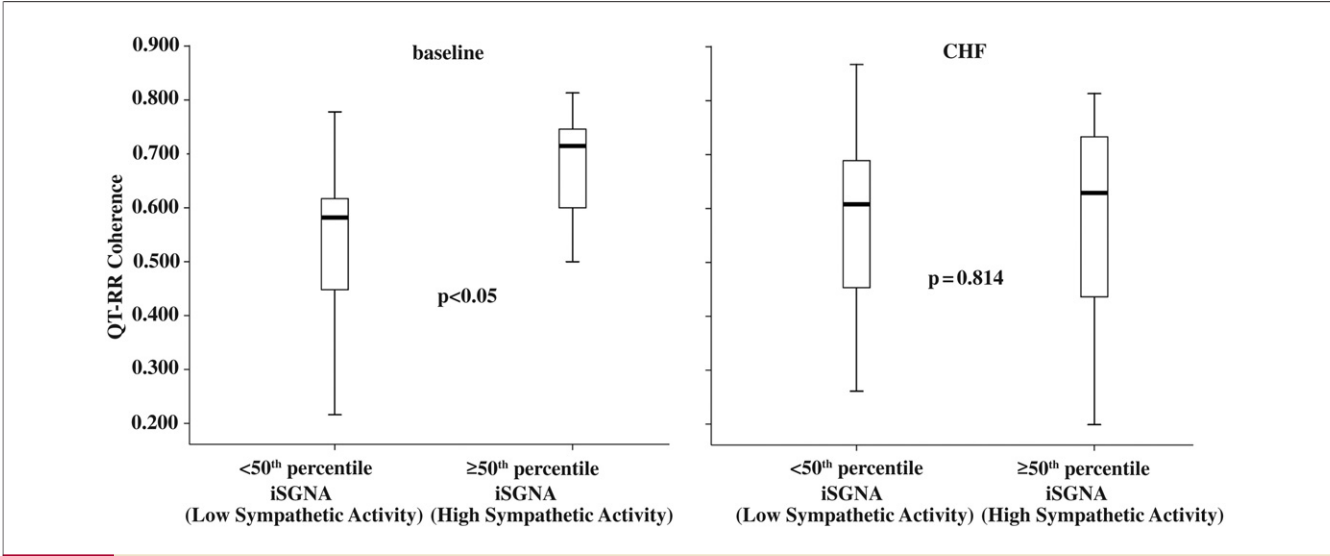 baseline
CHF
0.900
0.800
0.700
0.600
0.500
0.400
0.300
0.200
QT-RR Coherence
p<0.05
p=0.814
<50th percentile
iSGNA
(Low Sympathetic Activity)
≥50th percentile
iSGNA
(High Sympathetic Activity)
<50th percentile
iSGNA
(Low Sympathetic Activity)
≥50th percentile
iSGNA
(High Sympathetic Activity)